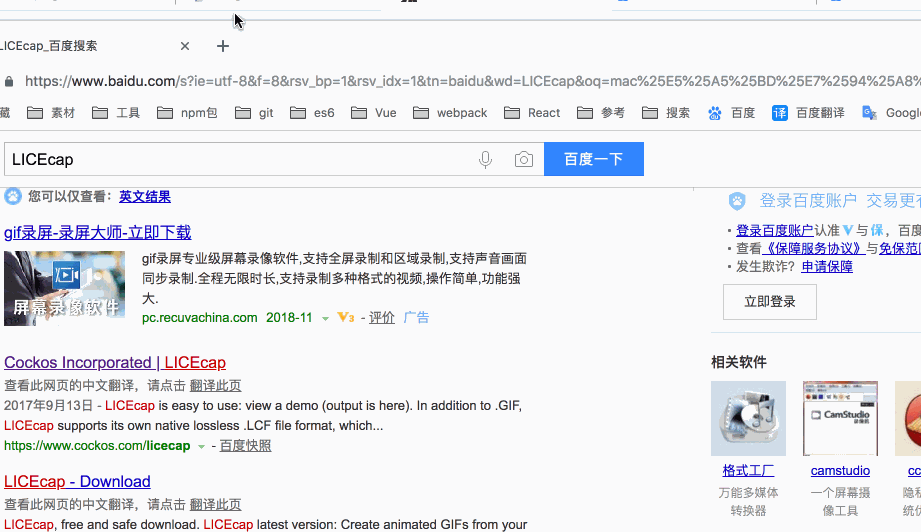 LICEcap_百度搜索
https://www.baidu.com/s?ie=utf-8&f=8&rsv_bp=1&rsv_idx=1&tn=baidu&wd=LICEcap&oq=mac%25E5%25A5%25BD%25E7%2594%25A8%
藏 素材 工具 npm包 git es6 Vue webpack React 参考 搜索 百度 译 百度翻译 Google
LICEcap 百度一下
您可以仅查看：英文结果
gif录屏-录屏大师-立即下载
屏幕录像软件
gif录屏专业级屏幕录像软件,支持全屏录制和区域录制,支持声音画面
同步录制.全程无限时长,支持录制多种格式的视频,操作简单,功能强
大.
pc.recuvachina.com 2018-11 V3 - 评价 广告
Cockos Incorporated | LICEcap
查看此网页的中文翻译，请点击 翻译此页
2017年9月13日 - LICEcap is easy to use: view a demo (output is here). In addition to .GIF,
LICEcap supports its own native lossless .LCF file format, which...
https://www.cockos.com/licecap - 百度快照
LICEcap - Download
查看此网页的中文翻译，请点击 翻译此页
LICEcap, free and safe download. LICEcap latest version: Create animated GIFs from your
登录百度账户 交易更有
登录百度账户认准V与保，百度
查看《保障服务协议》与免保范围
发生欺诈？申请保障
立即登录
相关软件
CamStudio
格式工厂 camstudio cc
万能多媒体 一个屏幕摄 隐私
转换器 像工具 统优